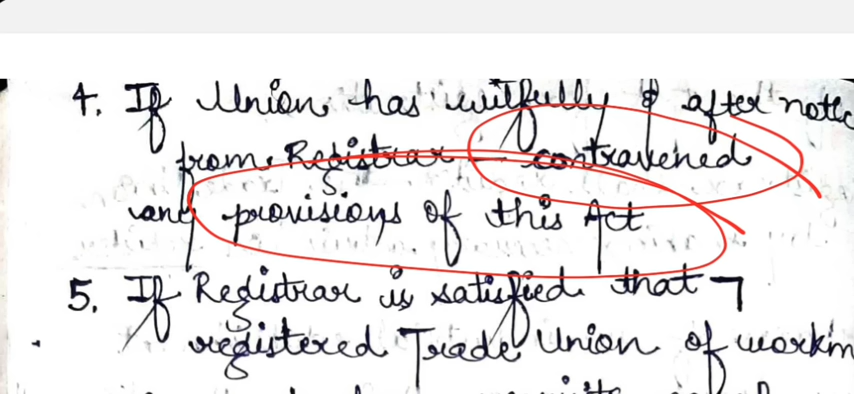 4. If Union has wilfully & after notic
from Registrar — contravened
any provisions of this Act
5. If Registrar is satisfied that ㄱ
registered Trade Union of workm